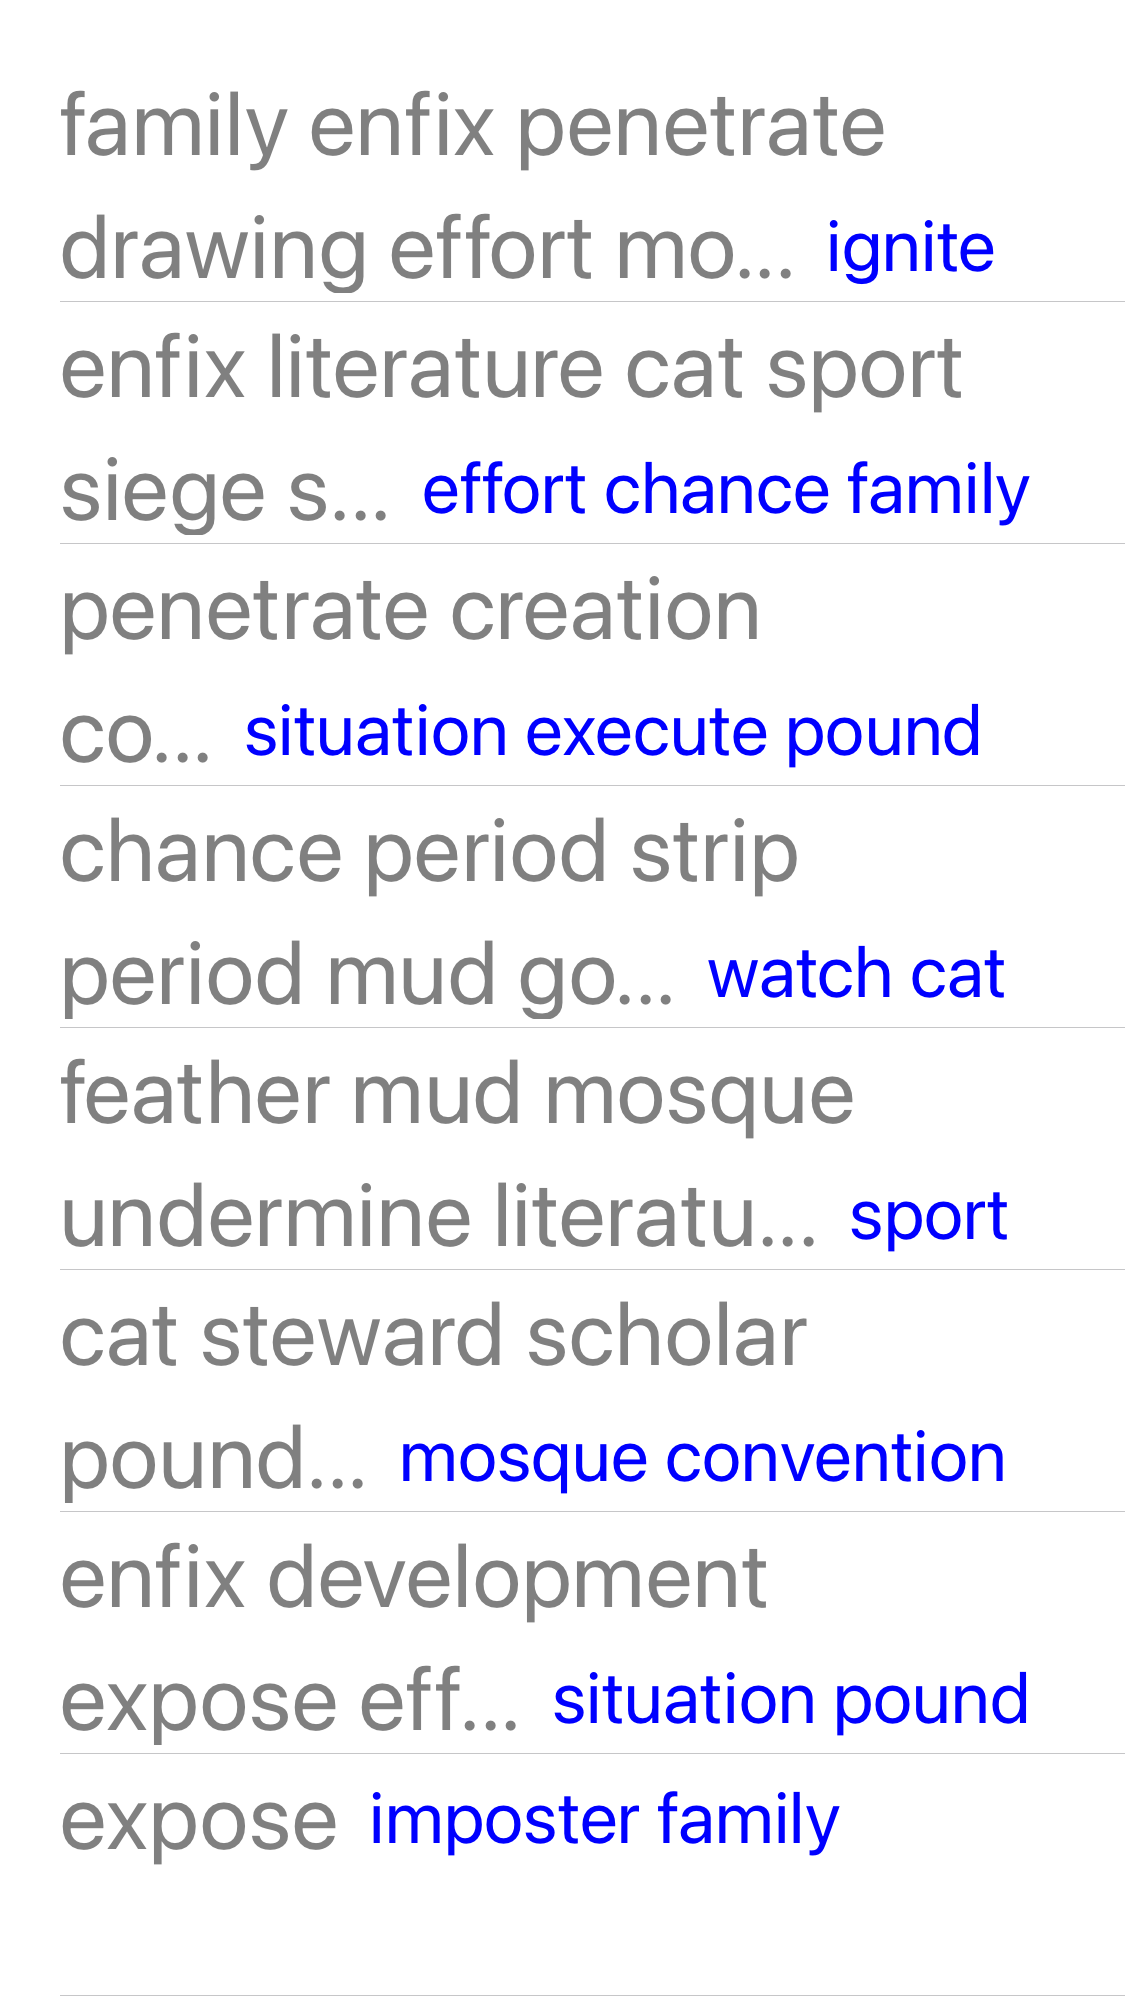 family enfix penetrate
drawing effort mo... ignite
enfix literature cat sport
siege s... effort chance family
penetrate creation
co... situation execute pound
chance period strip
period mud go... watch cat
feather mud mosque
undermine literatu... sport
cat steward scholar
pound... mosque convention
enfix development
expose eff... situation pound
expose imposter family